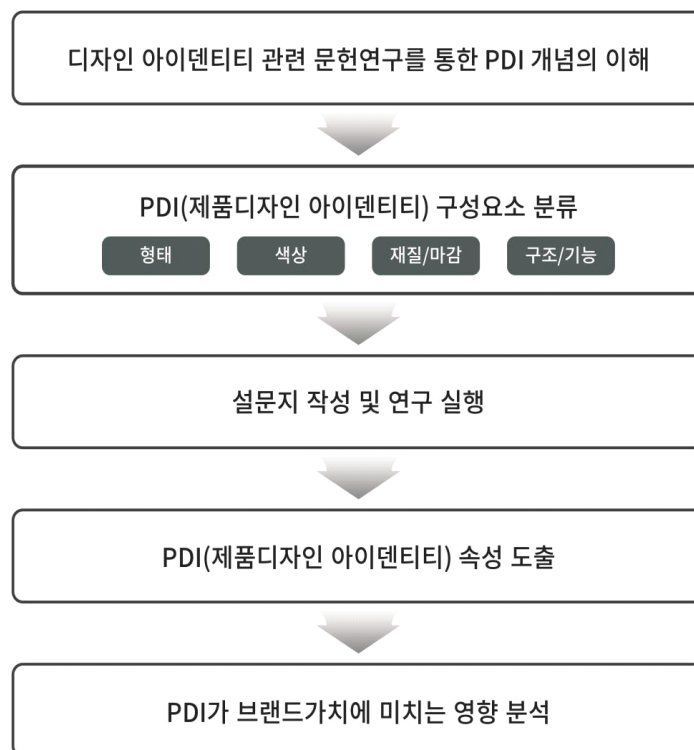 디자인 아이덴티티 관련 문헌연구를 통한 PDI 개념의 이해
PDI(제품디자인 아이덴티티) 구성요소 분류
형태 색상 재질/마감 구조/기능
설문지 작성 및 연구 실행
PDI(제품디자인 아이덴티티) 속성 도출
PDI가 브랜드가치에 미치는 영향 분석